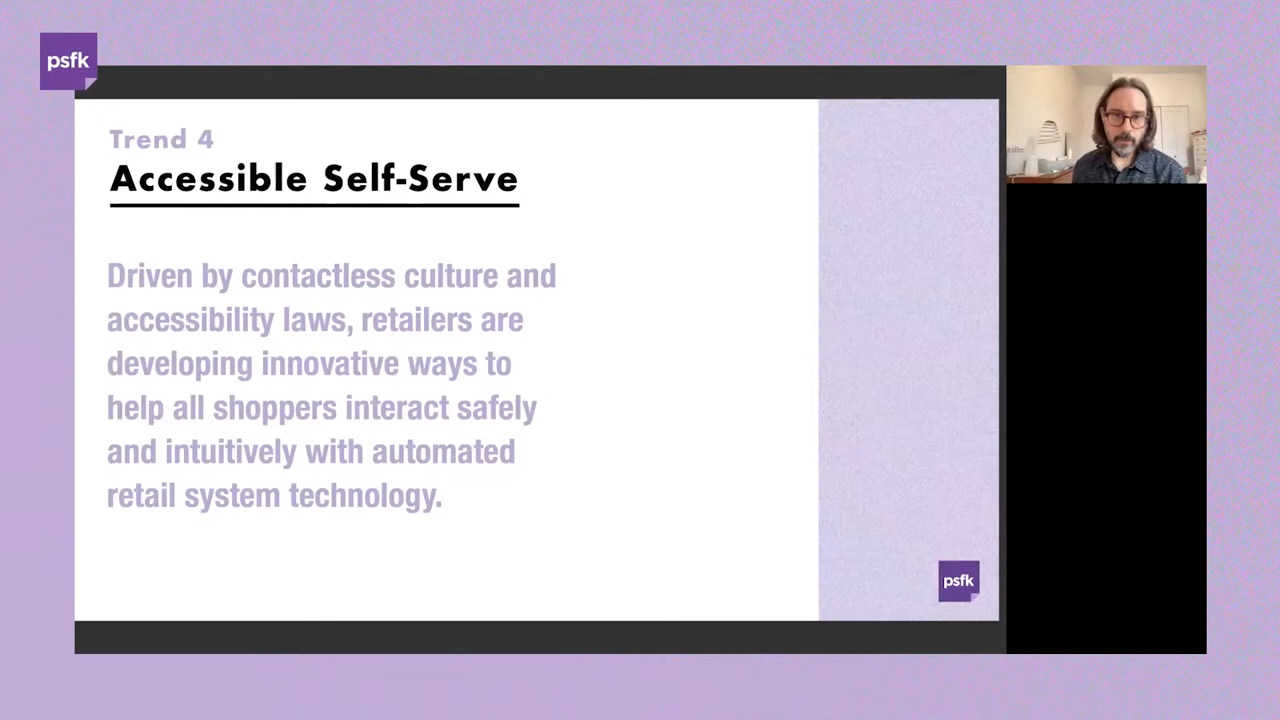 psfk
Trend 4
Accessible Self-Serve
Driven by contactless culture and
accessibility laws, retailers are
developing innovative ways to
help all shoppers interact safely
and intuitively with automated
retail system technology.
psfk